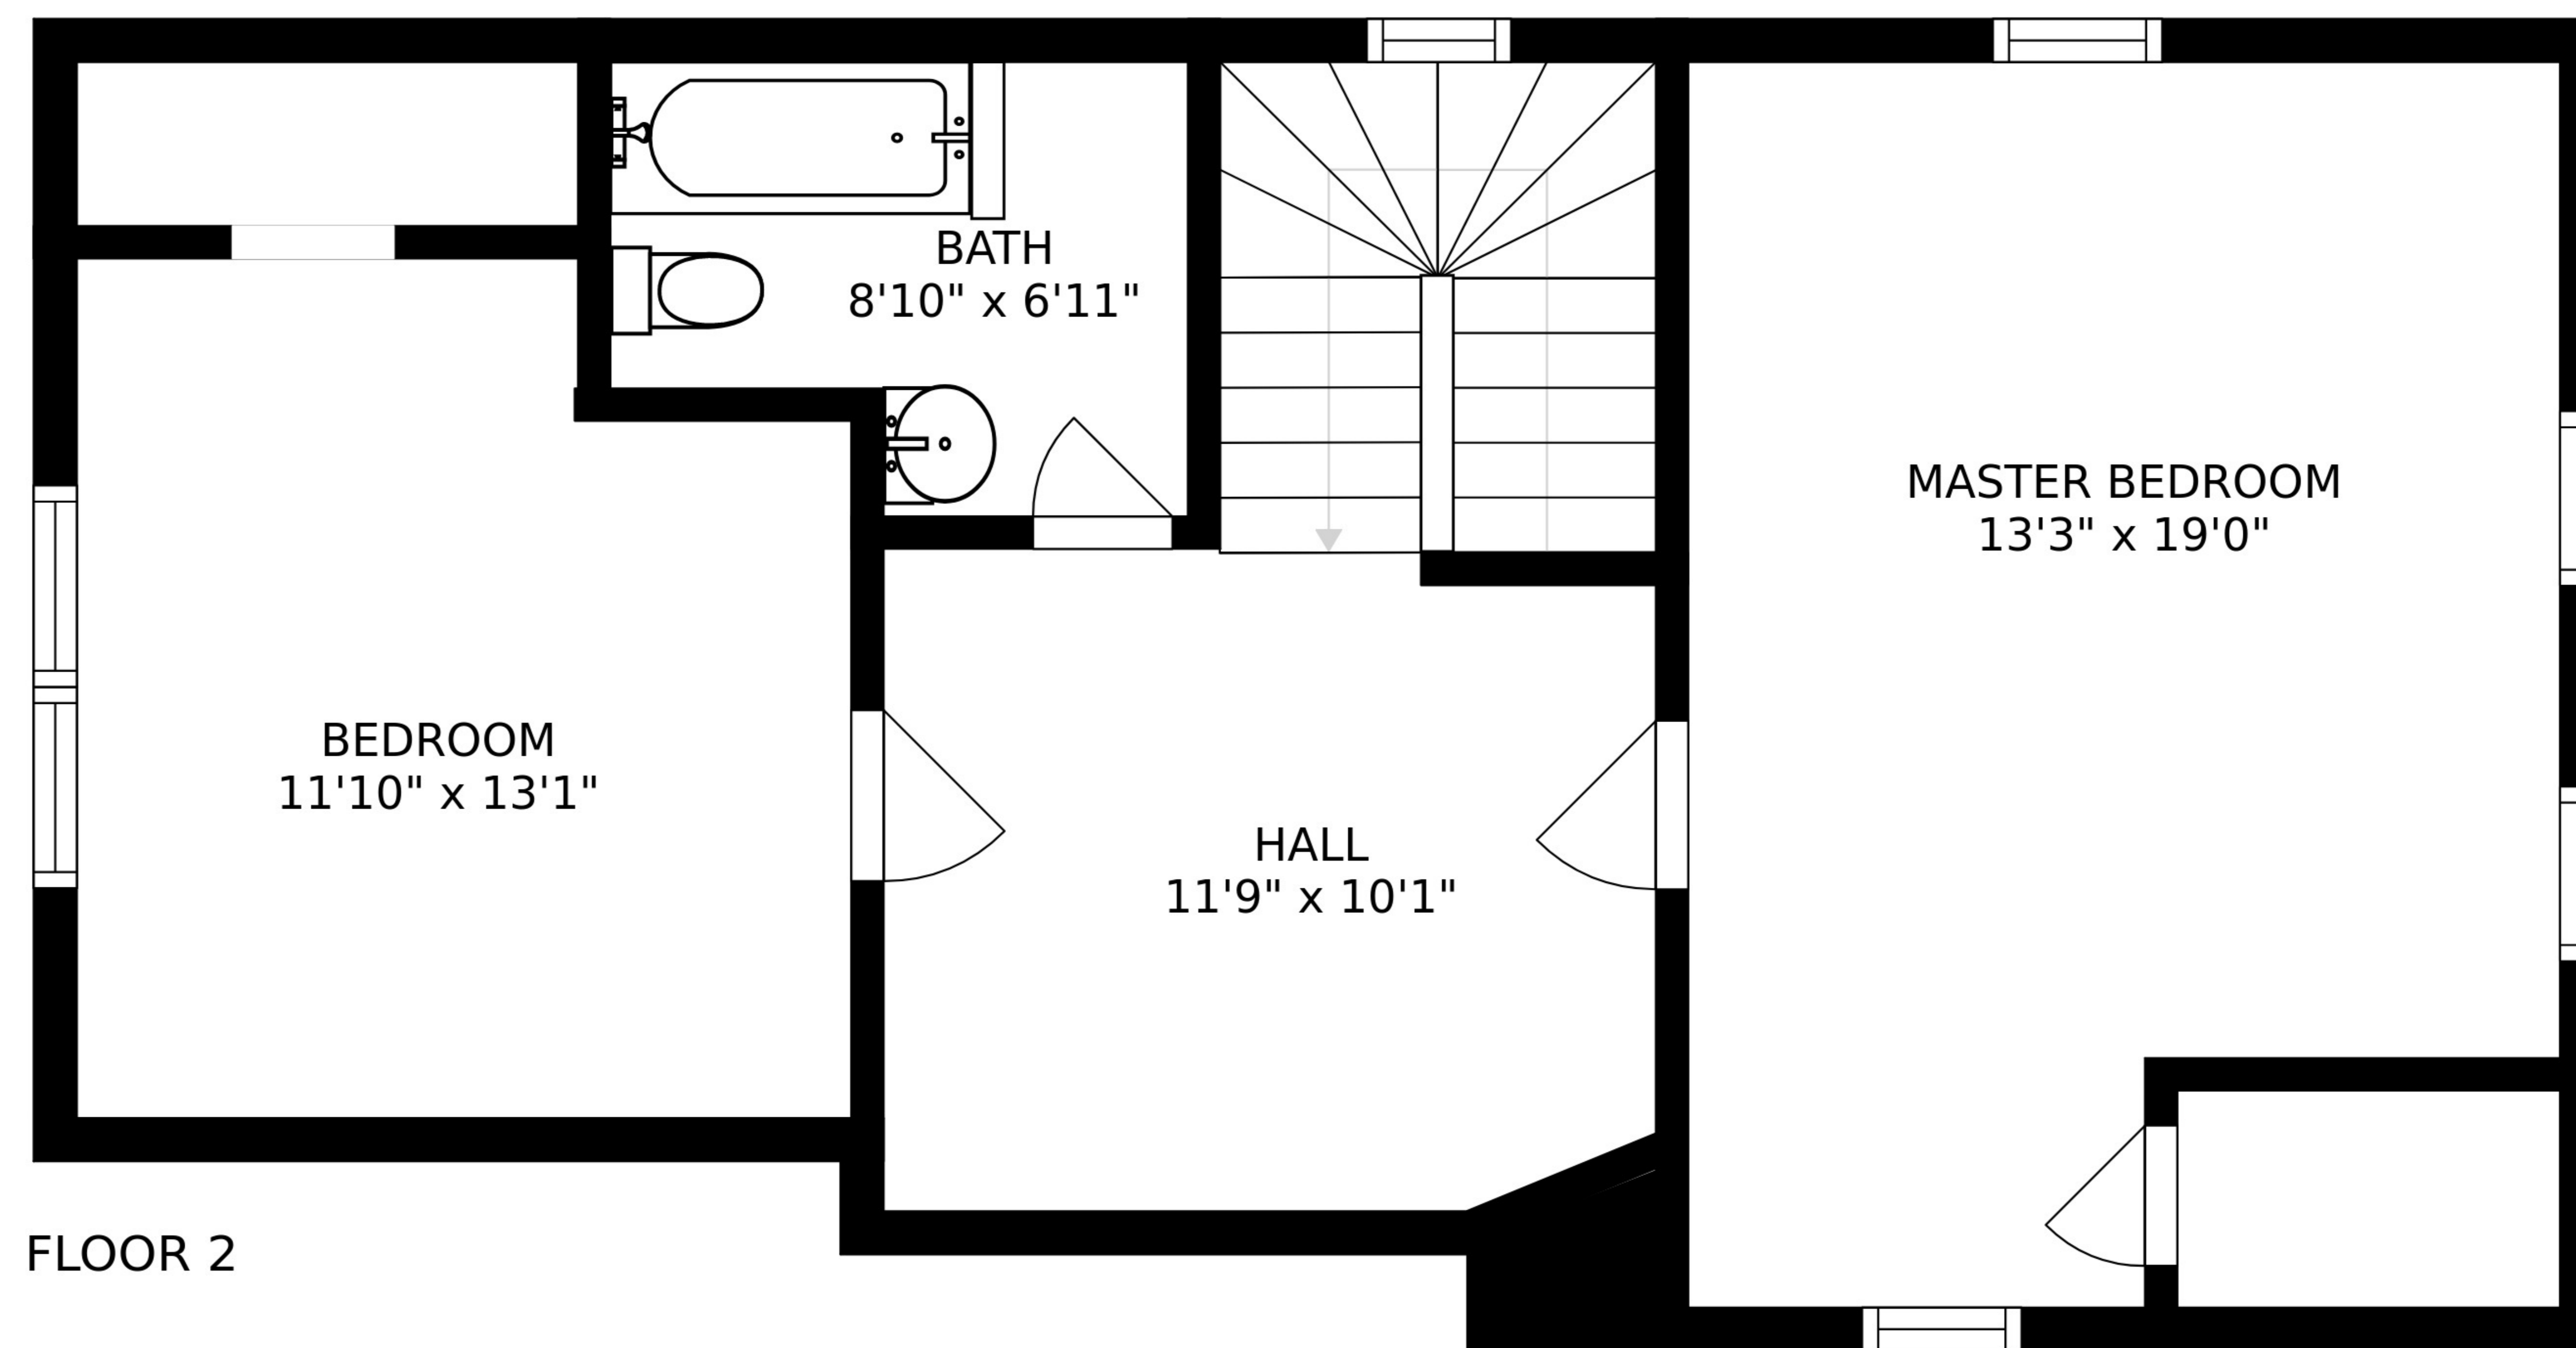 BATH
8'10" x 6'11"
MASTER BEDROOM
13'3" x 19'0"
BEDROOM
11'10" x 13'1"
HALL
11'9" x 10'1"
FLOOR 2